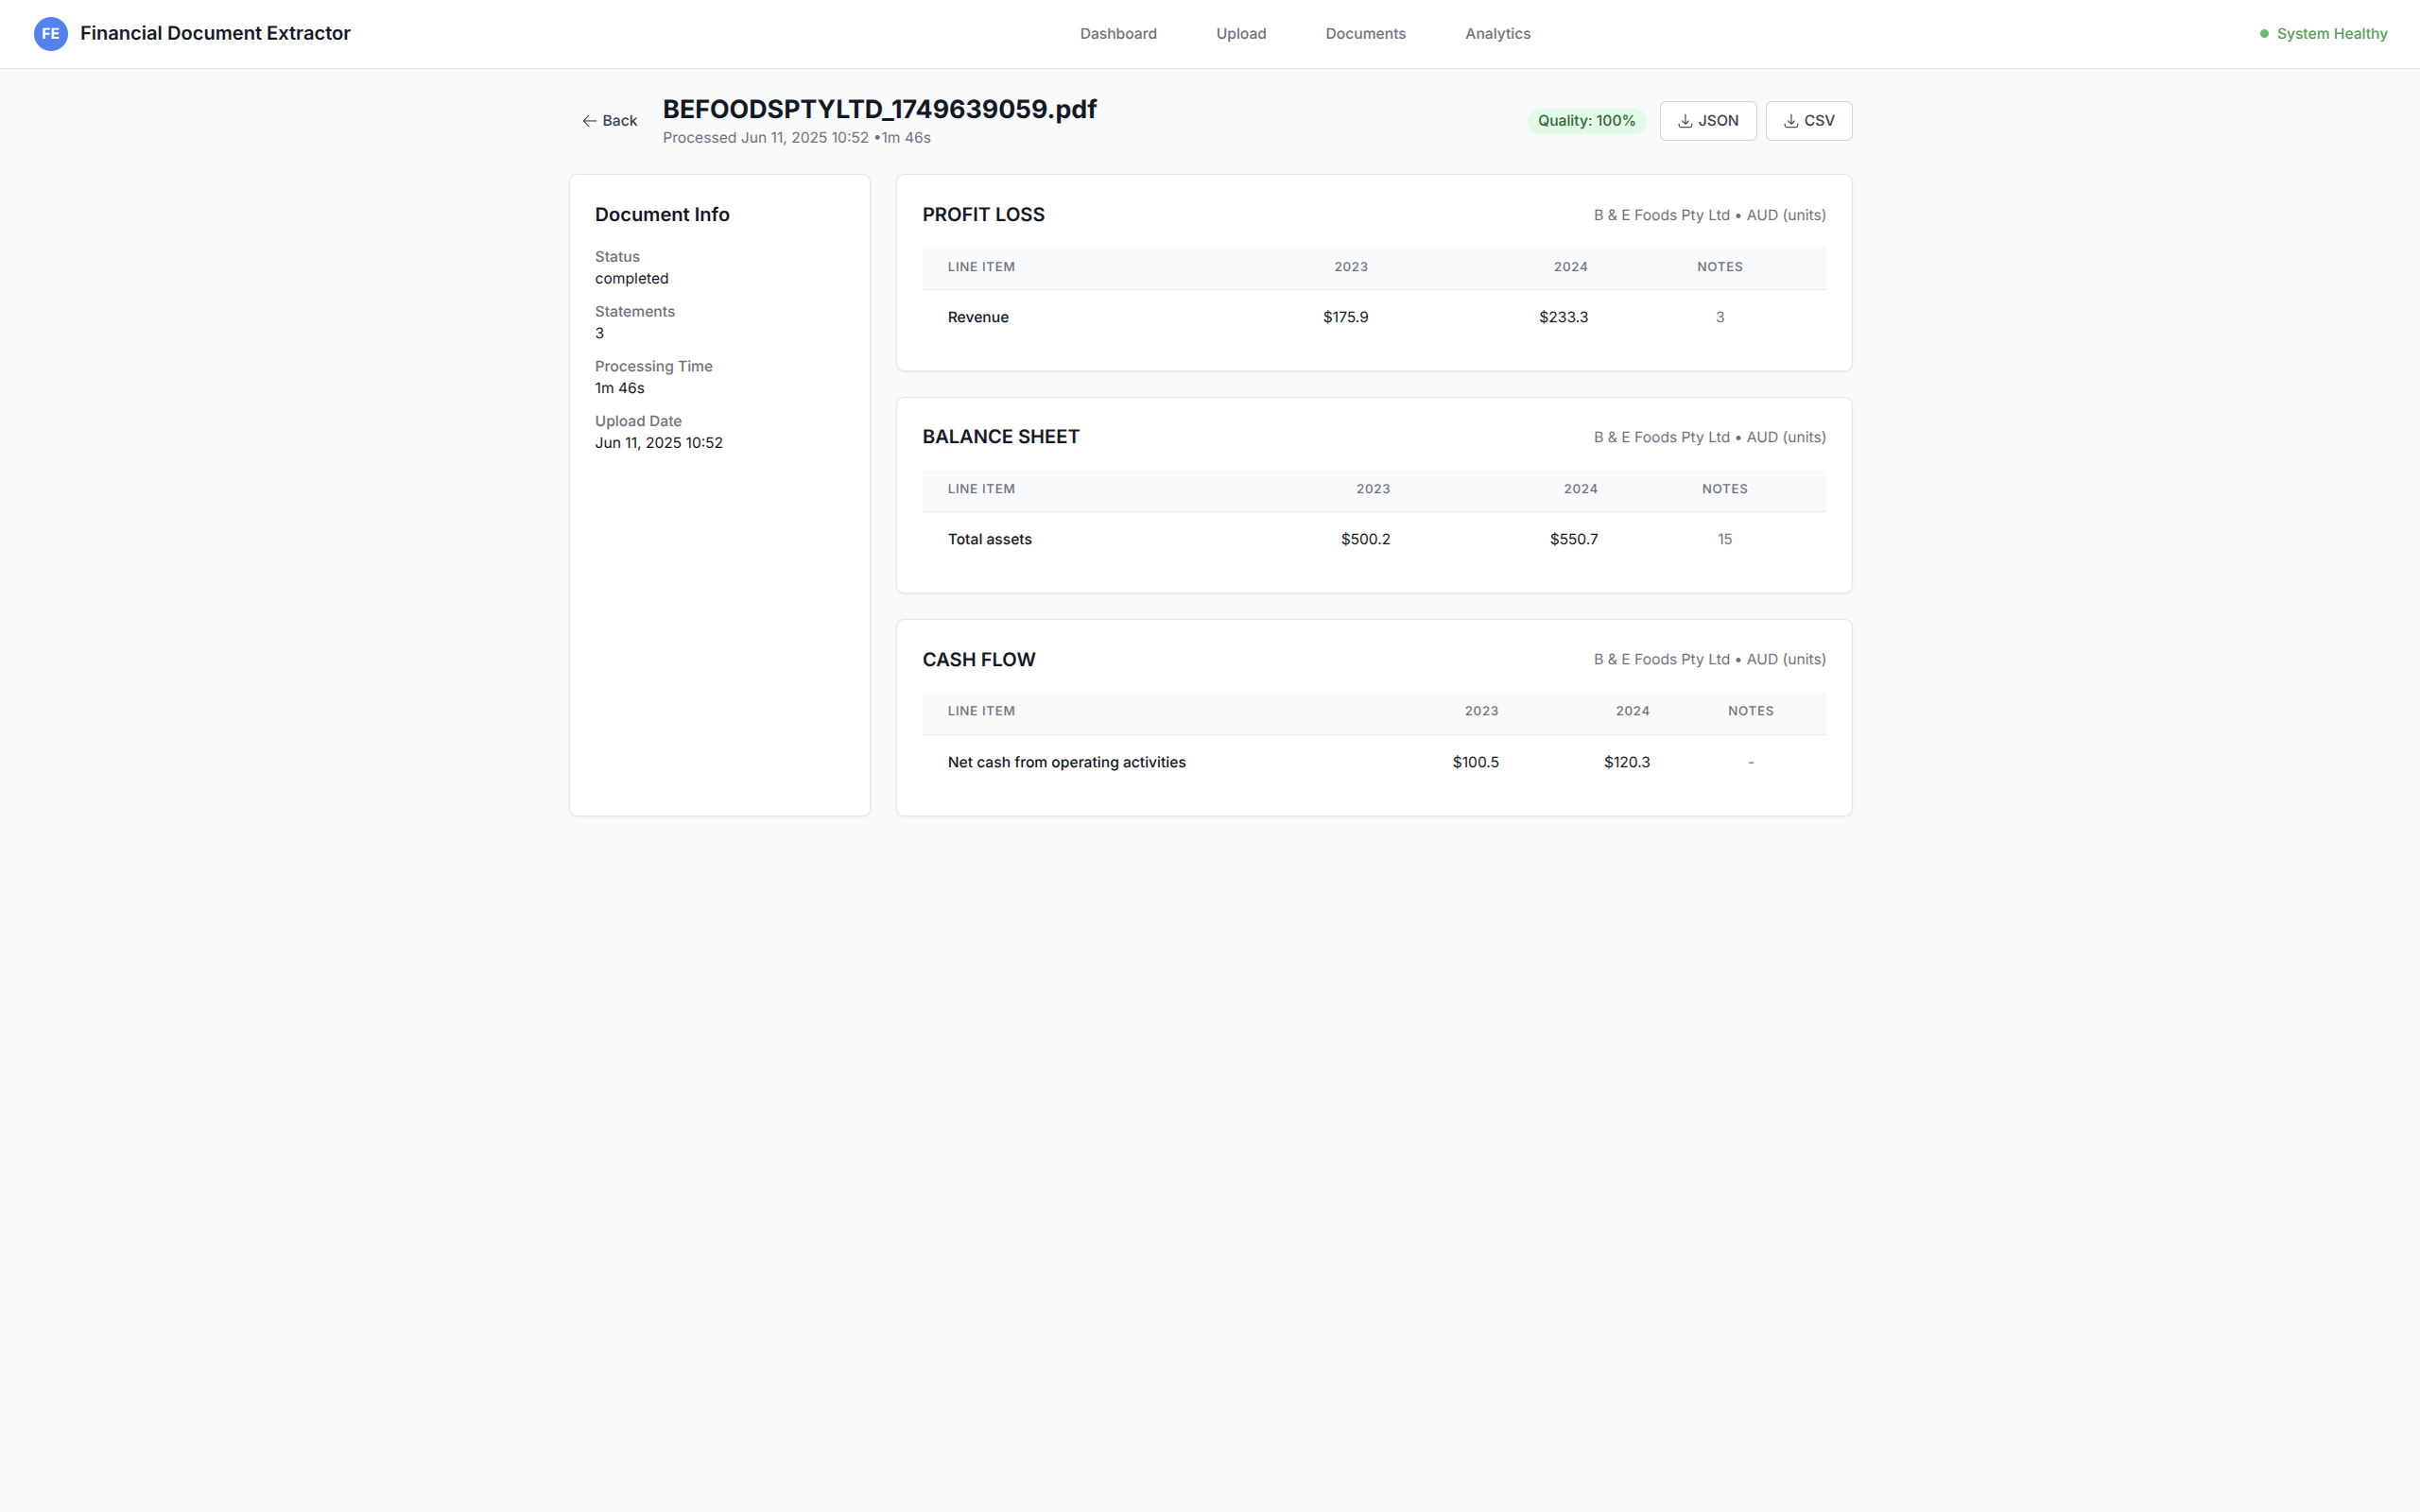 FE Financial Document Extractor Dashboard Upload Documents Analytics System Healthy
← Back
BEFOODSPTYLTD_1749639059.pdf
Processed Jun 11, 2025 10:52 •1m 46s
Quality: 100% JSON CSV
Document Info
Status
completed
Statements
3
Processing Time
1m 46s
Upload Date
Jun 11, 2025 10:52
PROFIT LOSS B & E Foods Pty Ltd • AUD (units)
LINE ITEM 2023 2024 NOTES
Revenue $175.9 $233.3 3
BALANCE SHEET B & E Foods Pty Ltd • AUD (units)
LINE ITEM 2023 2024 NOTES
Total assets $500.2 $550.7 15
CASH FLOW B & E Foods Pty Ltd • AUD (units)
LINE ITEM 2023 2024 NOTES
Net cash from operating activities $100.5 $120.3 -